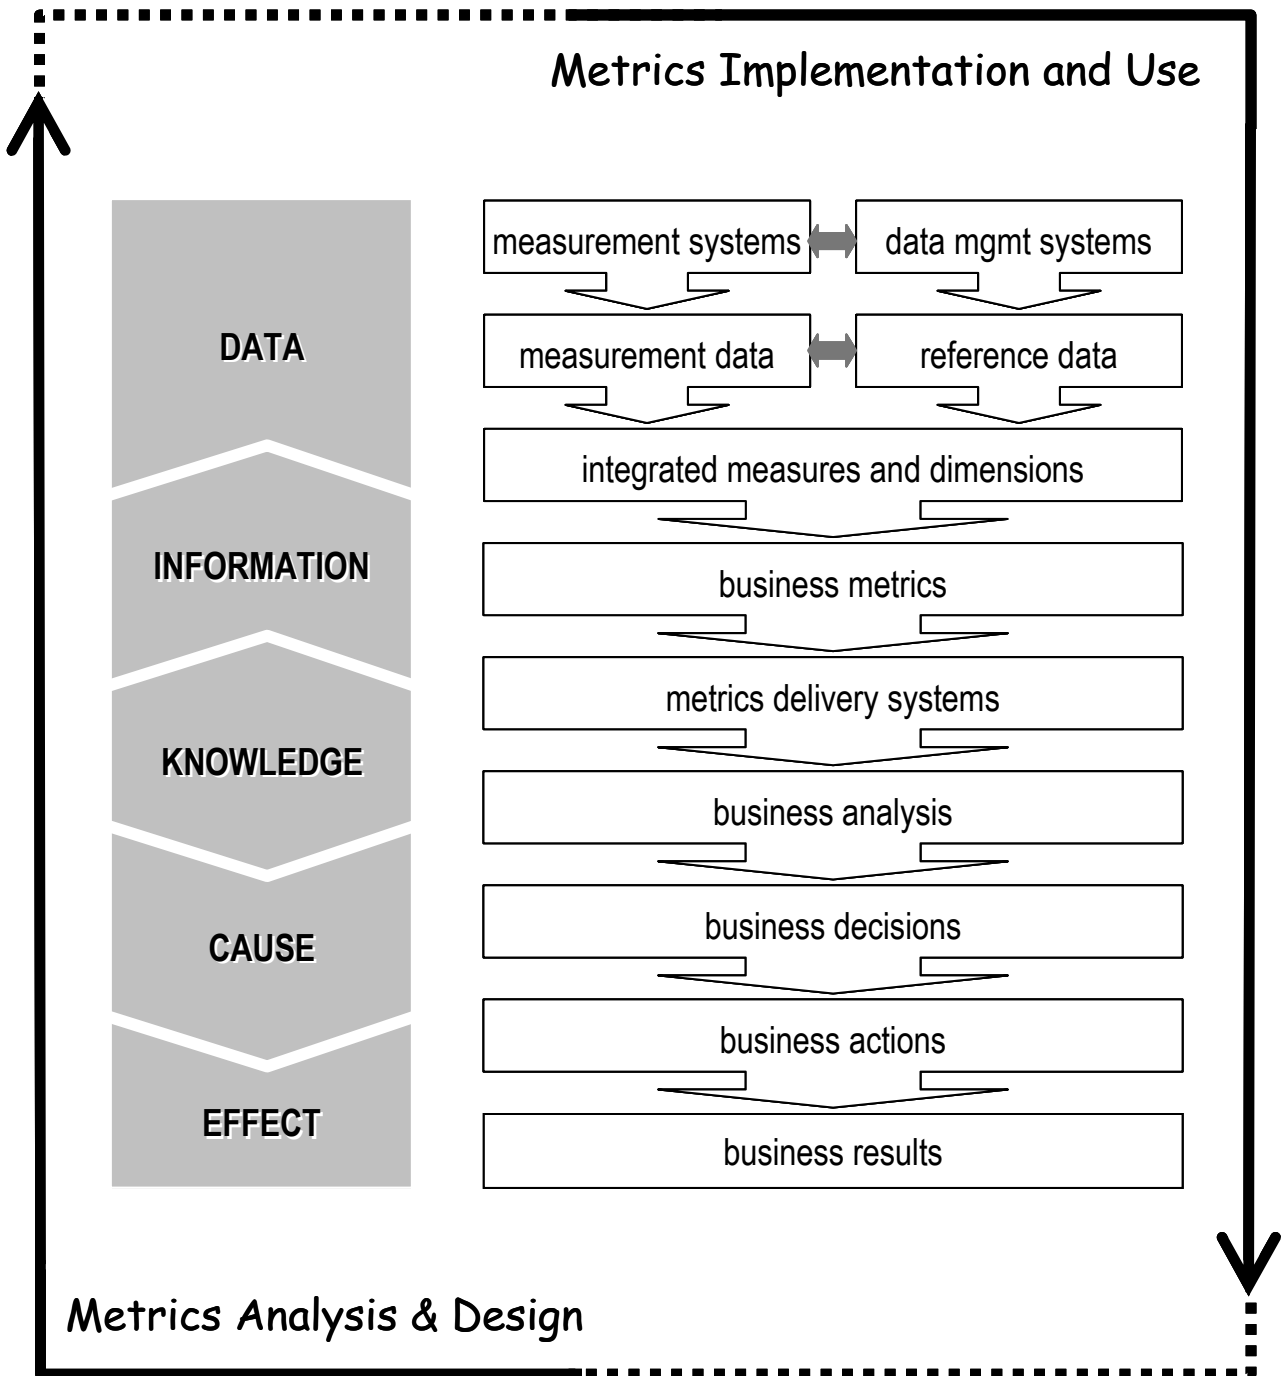 Metrics Implementation and Use
measurement systems
data mgmt systems
DATA
measurement data
reference data
integrated measures and dimensions
INFORMATION
business metrics
metrics delivery systems
KNOWLEDGE
business analysis
CAUSE
business decisions
business actions
EFFECT
business results
Metrics Analysis & Design